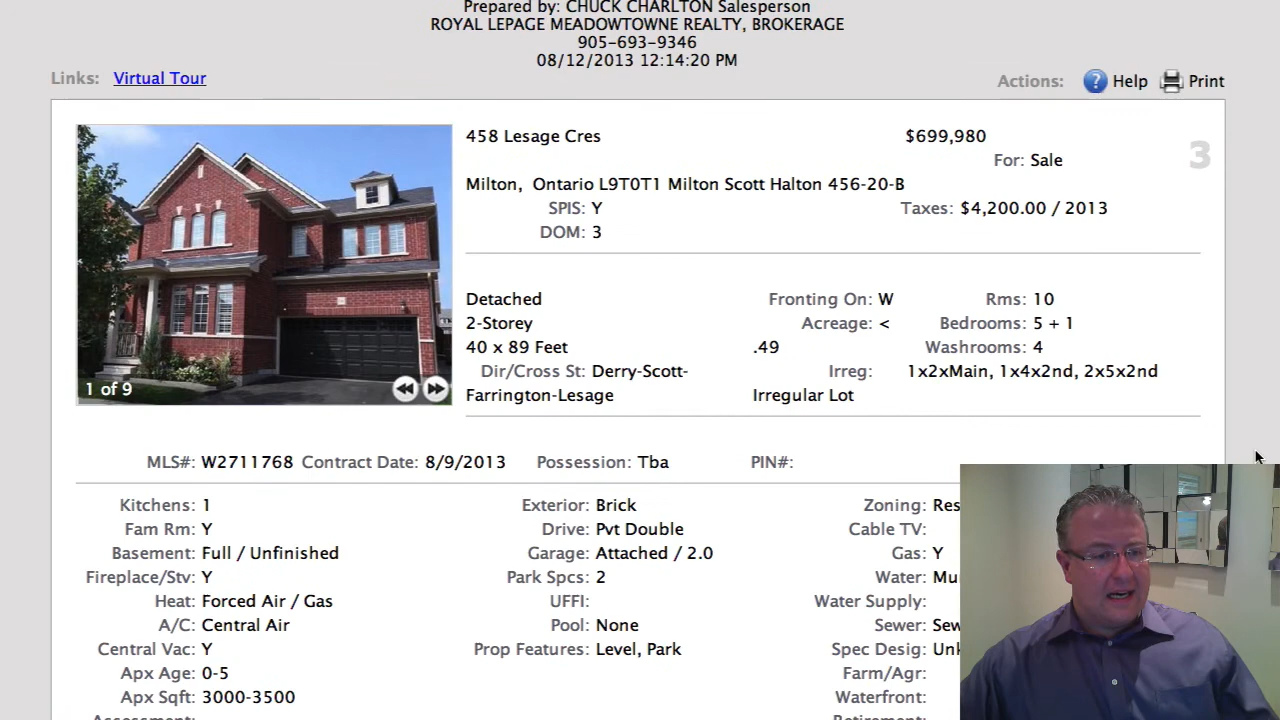 Prepared by: CHUCK CHARLTON Salesperson
ROYAL LEPAGE MEADOWTOWNE REALTY, BROKERAGE
905-693-9346
08/12/2013 12:14:20 PM
Links: Virtual Tour
Actions: ? Help Print
458 Lesage Cres $699,980
For: Sale 3
Milton, Ontario L9T0T1 Milton Scott Halton 456-20-B
SPIS: Y Taxes: $4,200.00 / 2013
DOM: 3
Detached Fronting On: W Rms: 10
2-Storey Acreage: < Bedrooms: 5 + 1
40 x 89 Feet .49 Washrooms: 4
Dir/Cross St: Derry-Scott- Irreg: 1x2xMain, 1x4x2nd, 2x5x2nd
Farrington-Lesage Irregular Lot
1 of 9
MLS#: W2711768 Contract Date: 8/9/2013 Possession: Tba PIN#:
Kitchens: 1 Exterior: Brick Zoning: Res
Fam Rm: Y Drive: Pvt Double Cable TV:
Basement: Full / Unfinished Garage: Attached / 2.0 Gas: Y
Fireplace/Stv: Y Park Spcs: 2 Water: Mu
Heat: Forced Air / Gas UFFI: Water Supply:
A/C: Central Air Pool: None Sewer: Sew
Central Vac: Y Prop Features: Level, Park Spec Desig: Unk
Apx Age: 0-5 Farm/Agr:
Apx Sqft: 3000-3500 Waterfront:
Assessment: Retirement: